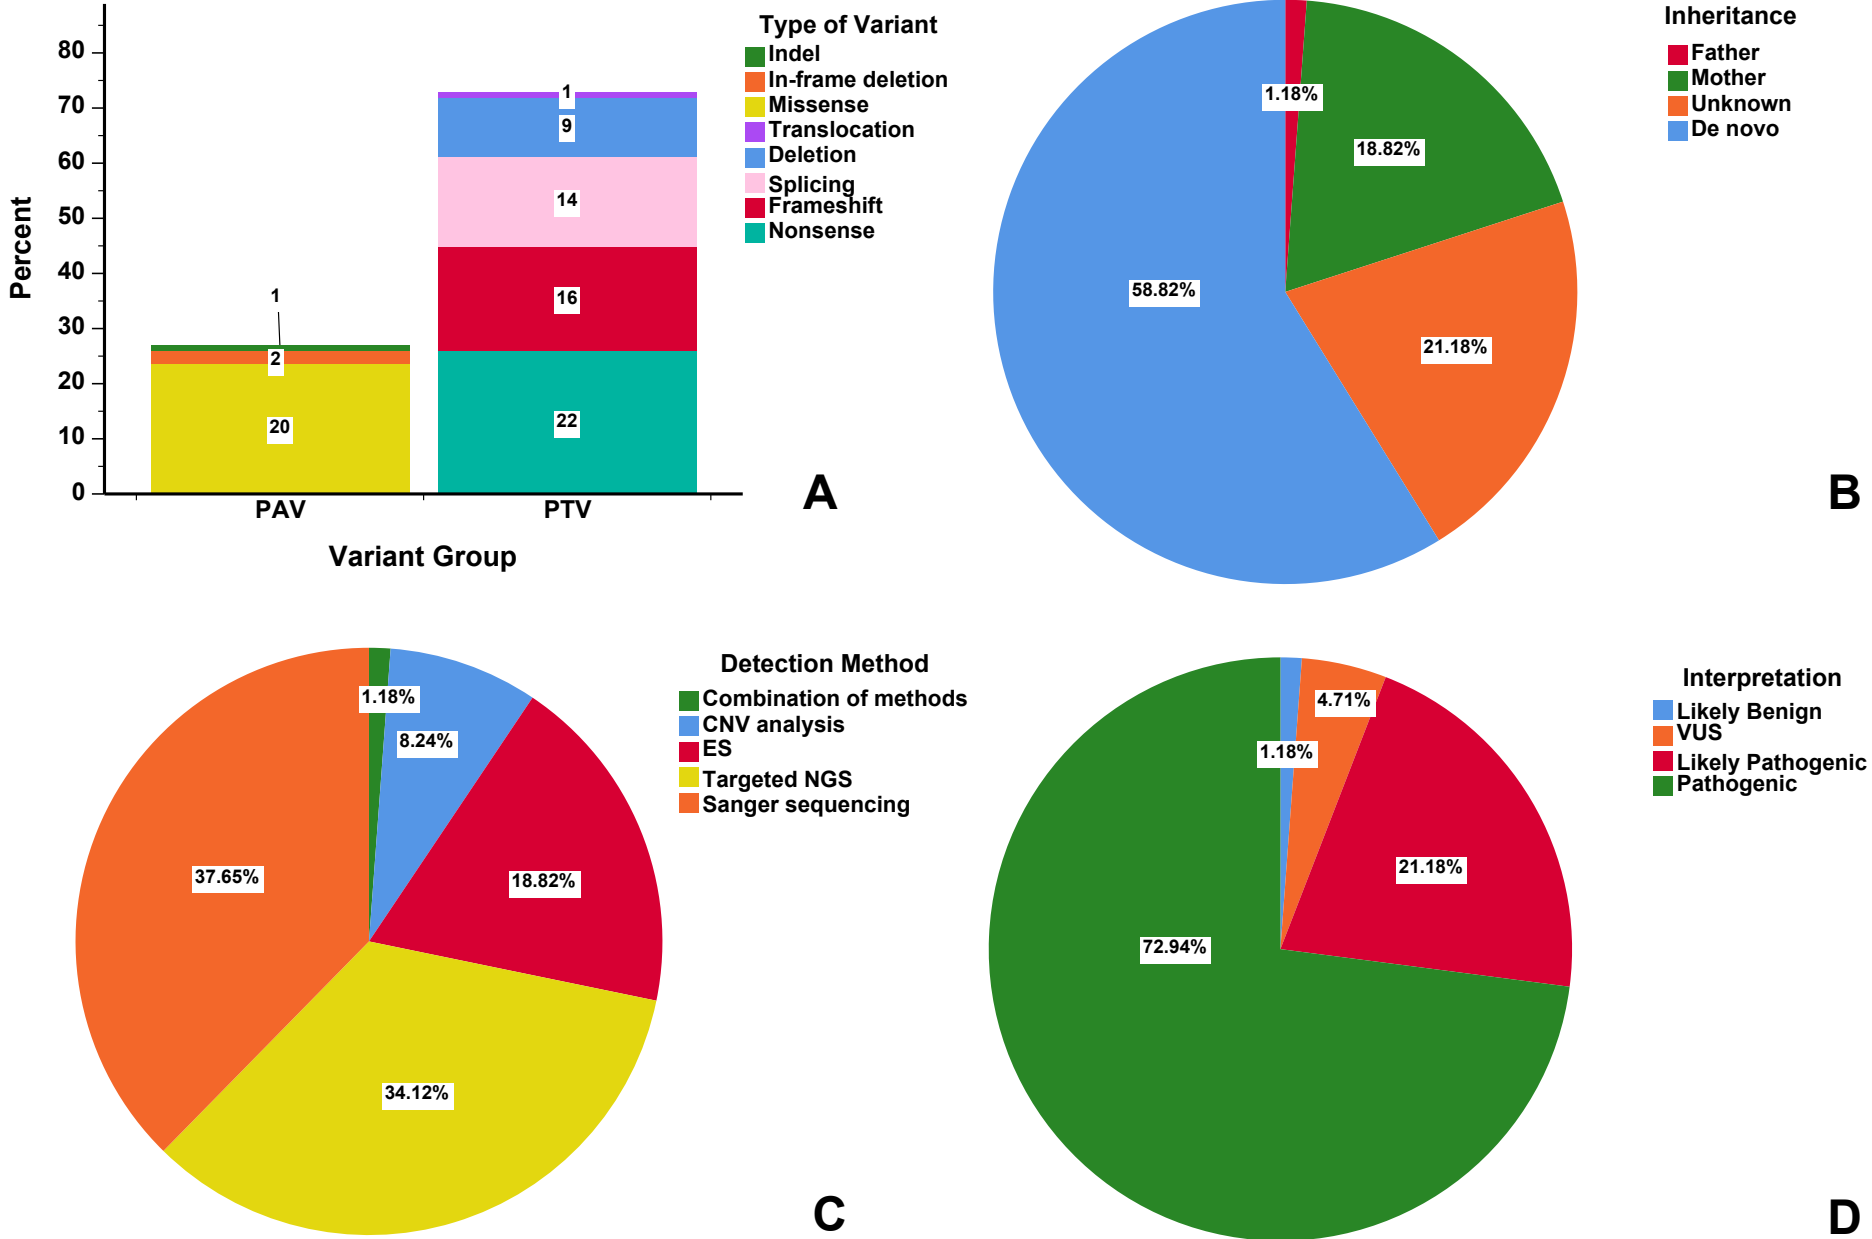 Percent
80
70
60
50
40
30
20
10
0
1
2
20
1
9
14
16
22
PAV
PTV
Variant Group
Type of Variant
Indel
In-frame deletion
Missense
Translocation
Deletion
Splicing
Frameshift
Nonsense
A
1.18%
18.82%
58.82%
21.18%
Inheritance
Father
Mother
Unknown
De novo
B
1.18%
8.24%
18.82%
37.65%
34.12%
Detection Method
Combination of methods
CNV analysis
ES
Targeted NGS
Sanger sequencing
C
4.71%
1.18%
21.18%
72.94%
Interpretation
Likely Benign
VUS
Likely Pathogenic
Pathogenic
D